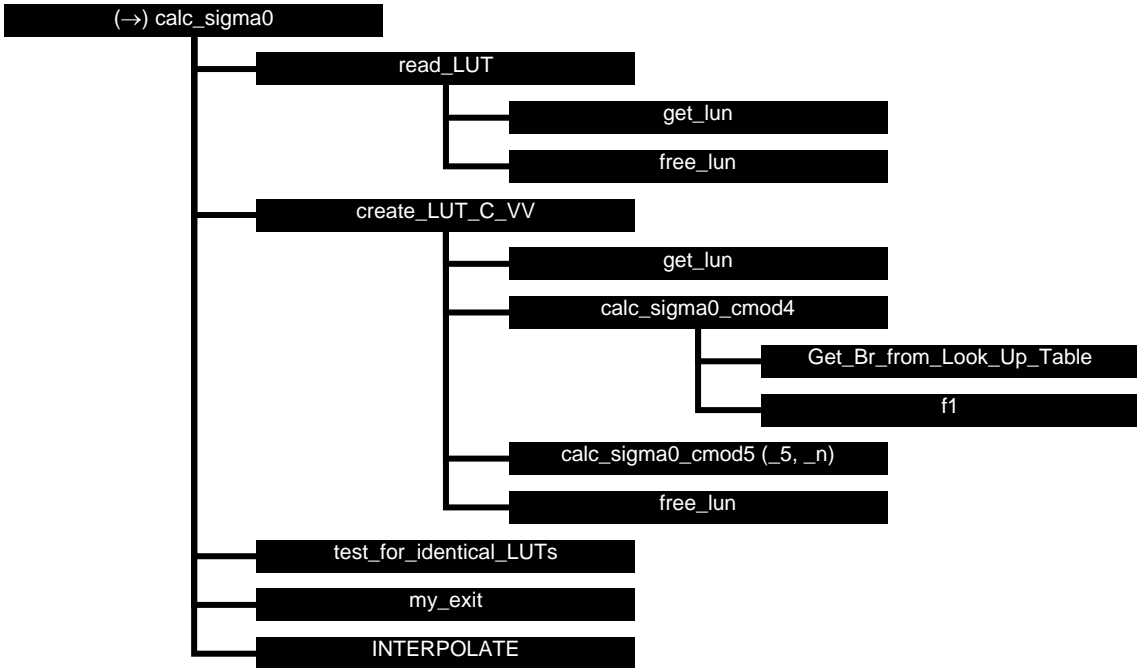 (→) calc_sigma0
read_LUT
get_lun
free_lun
create_LUT_C_VV
get_lun
calc_sigma0_cmod4
Get_Br_from_Look_Up_Table
f1
calc_sigma0_cmod5 (_5, _n)
free_lun
test_for_identical_LUTs
my_exit
INTERPOLATE